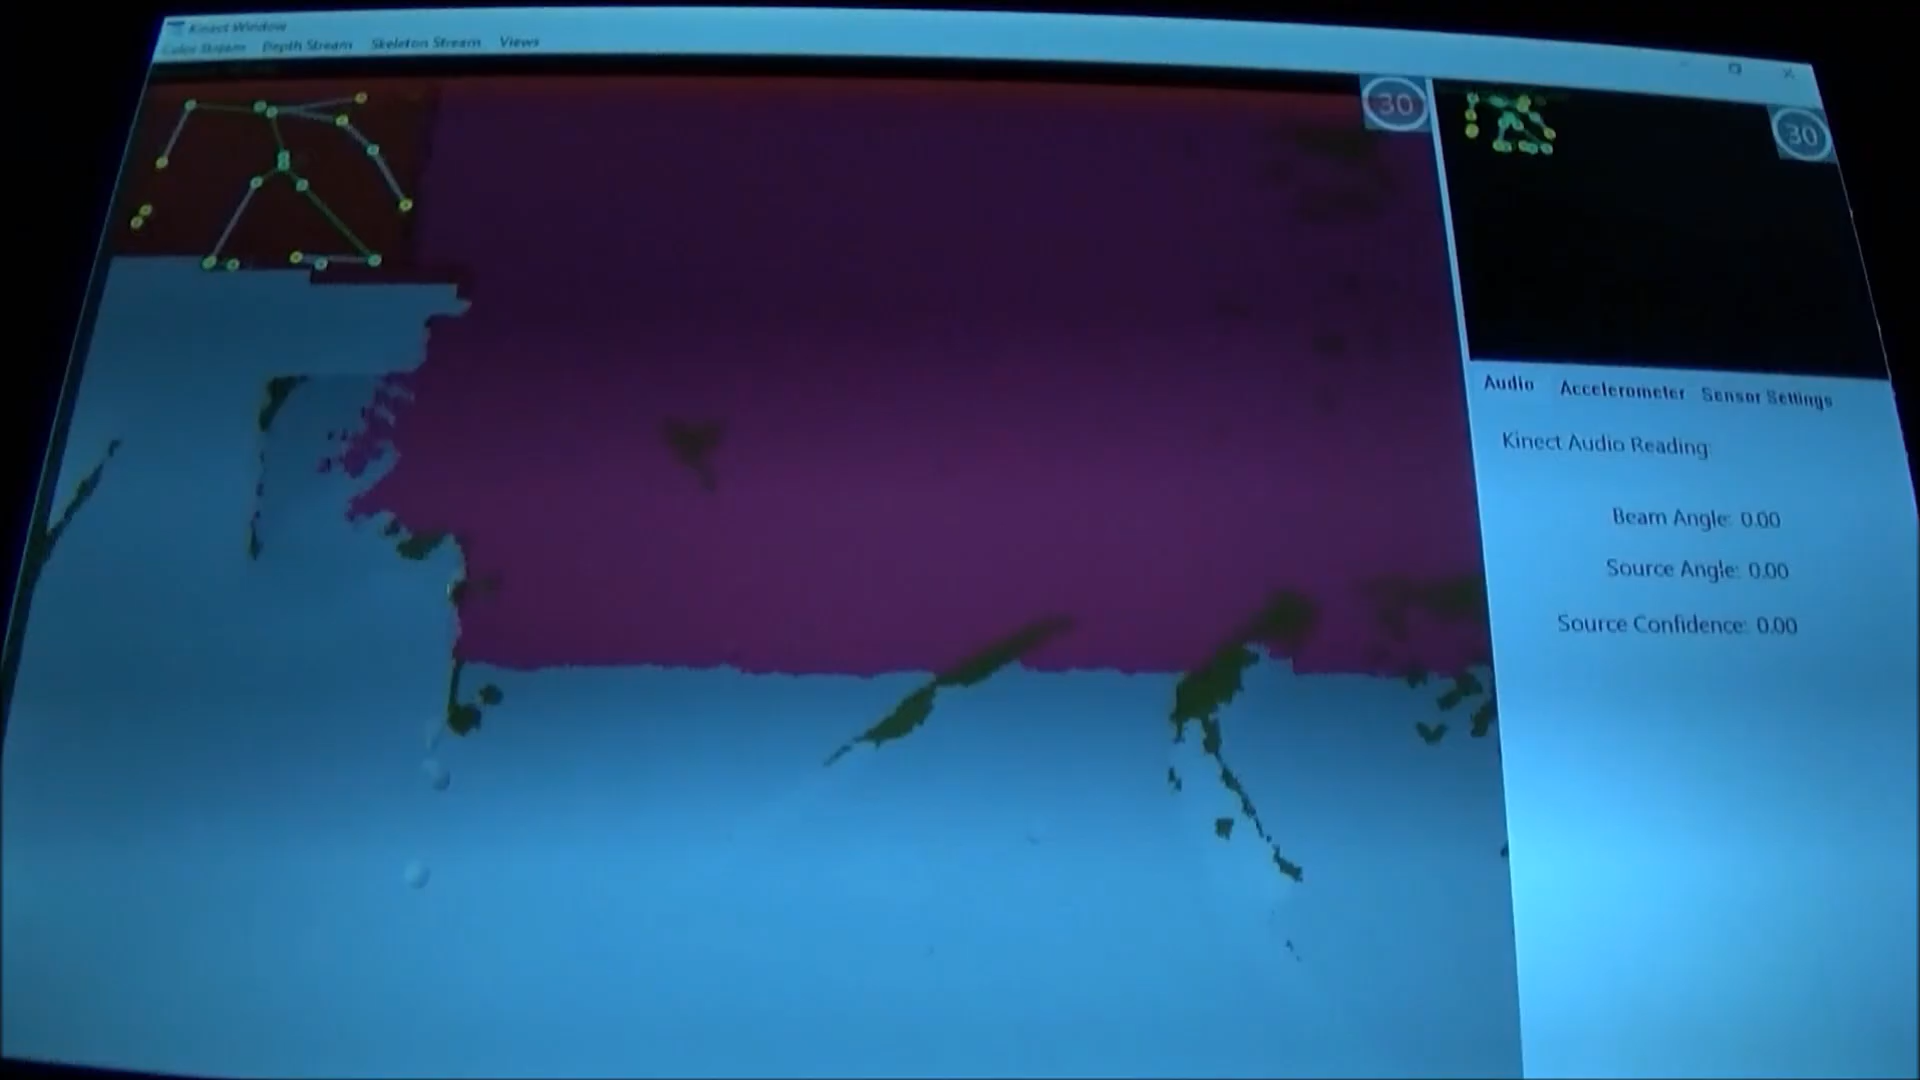 Kinect Window
Color Stream Depth Stream Skeleton Stream Views
30
30
Audio Accelerometer Sensor Settings
Kinect Audio Reading:
Beam Angle: 0.00
Source Angle: 0.00
Source Confidence: 0.00